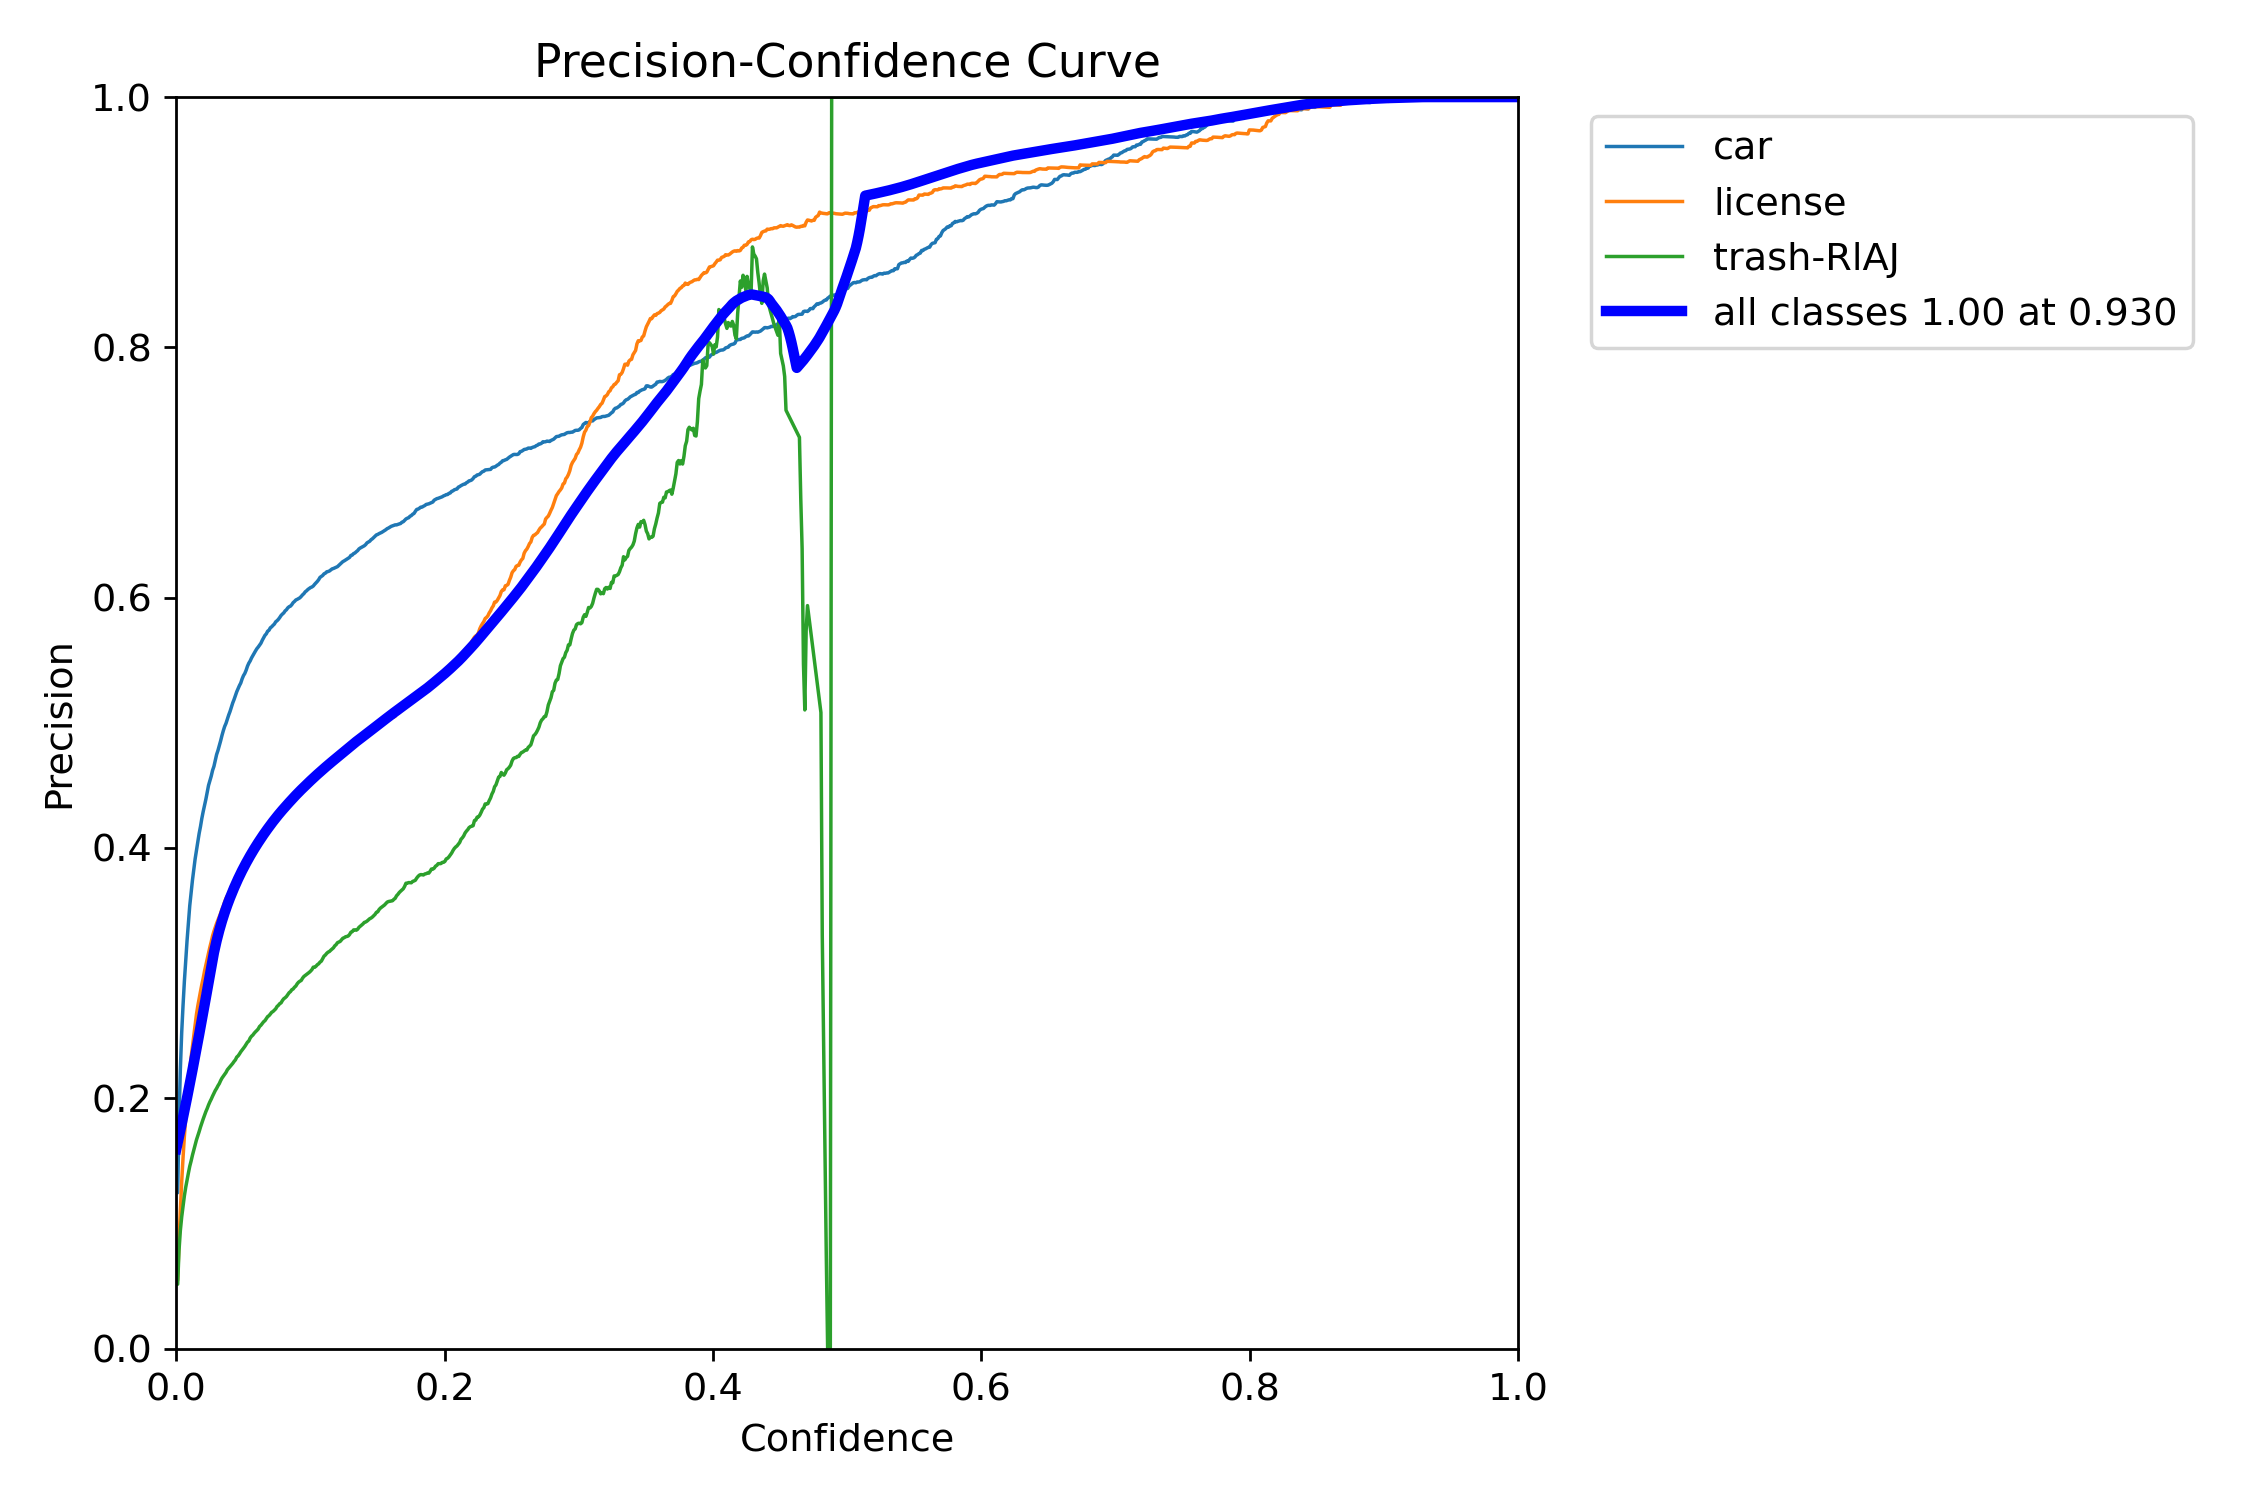 Precision-Confidence Curve
1.0
0.8
0.6
0.4
0.2
0.0
Precision
0.0 0.2 0.4 0.6 0.8 1.0
Confidence
car
license
trash-RlAJ
all classes 1.00 at 0.930